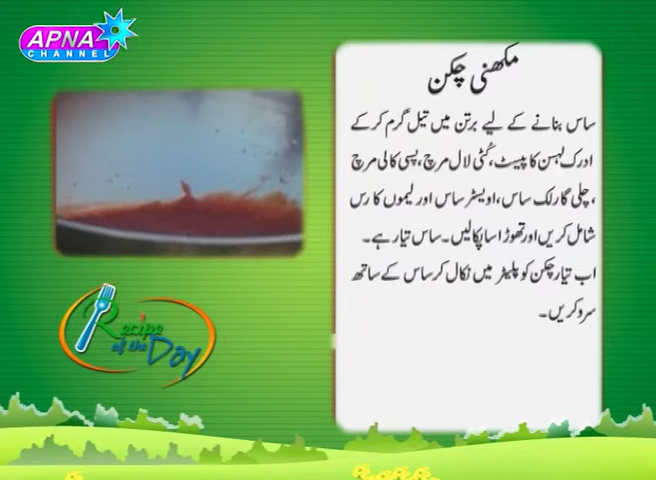 APNA
CHANNEL
مکھنی چکن
ساس بنانے کے لیے برتن میں تیل گرم کر کے
ادرک لہسن کا پیسٹ، کُٹی لال مرچ، پسی کالی مرچ
، چلی گارلک ساس، اویسٹر ساس اور لیموں کا رس
شامل کریں اور تھوڑا سا پکا لیں۔ ساس تیار ہے۔
اب تیار چکن کو پلیٹر میں نکال کر ساس کے ساتھ
سرو کریں۔
Recipe
of the Day